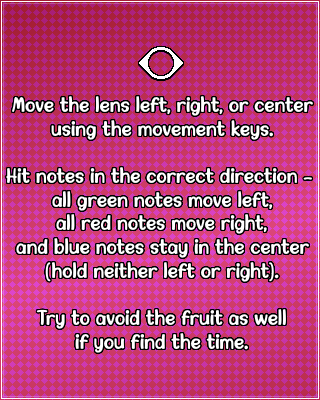 Move the lens left, right, or center
using the movement keys.
Hit notes in the correct direction -
all green notes move left,
all red notes move right,
and blue notes stay in the center
(hold neither left or right).
Try to avoid the fruit as well
if you find the time.